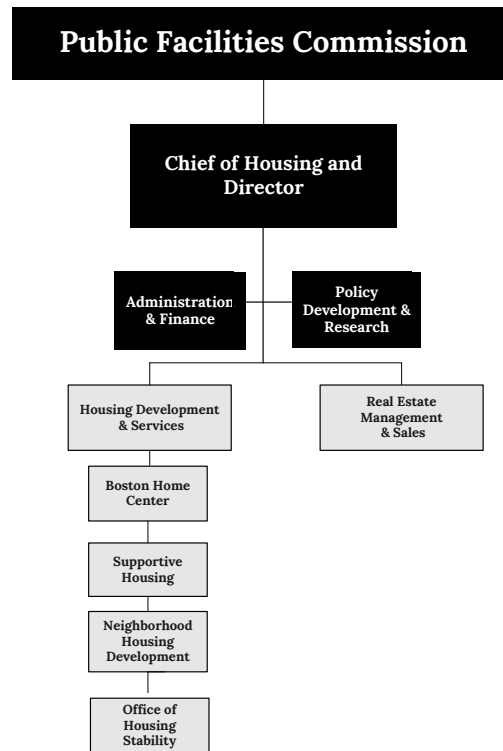 Public Facilities Commission
Chief of Housing and
Director
Administration
& Finance
Policy
Development &
Research
Housing Development
& Services
Real Estate
Management
& Sales
Boston Home
Center
Supportive
Housing
Neighborhood
Housing
Development
Office of
Housing
Stability